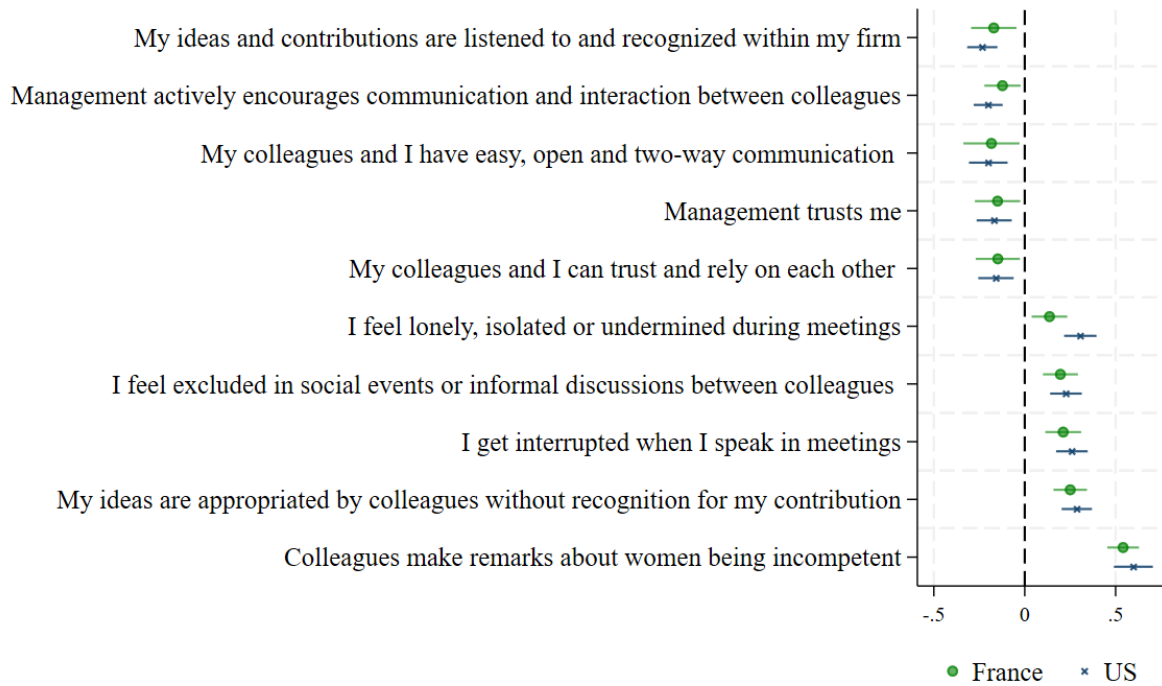 My ideas and contributions are listened to and recognized within my firm
Management actively encourages communication and interaction between colleagues
My colleagues and I have easy, open and two-way communication
Management trusts me
My colleagues and I can trust and rely on each other
I feel lonely, isolated or undermined during meetings
I feel excluded in social events or informal discussions between colleagues
I get interrupted when I speak in meetings
My ideas are appropriated by colleagues without recognition for my contribution
Colleagues make remarks about women being incompetent
-.5 0 .5
France US